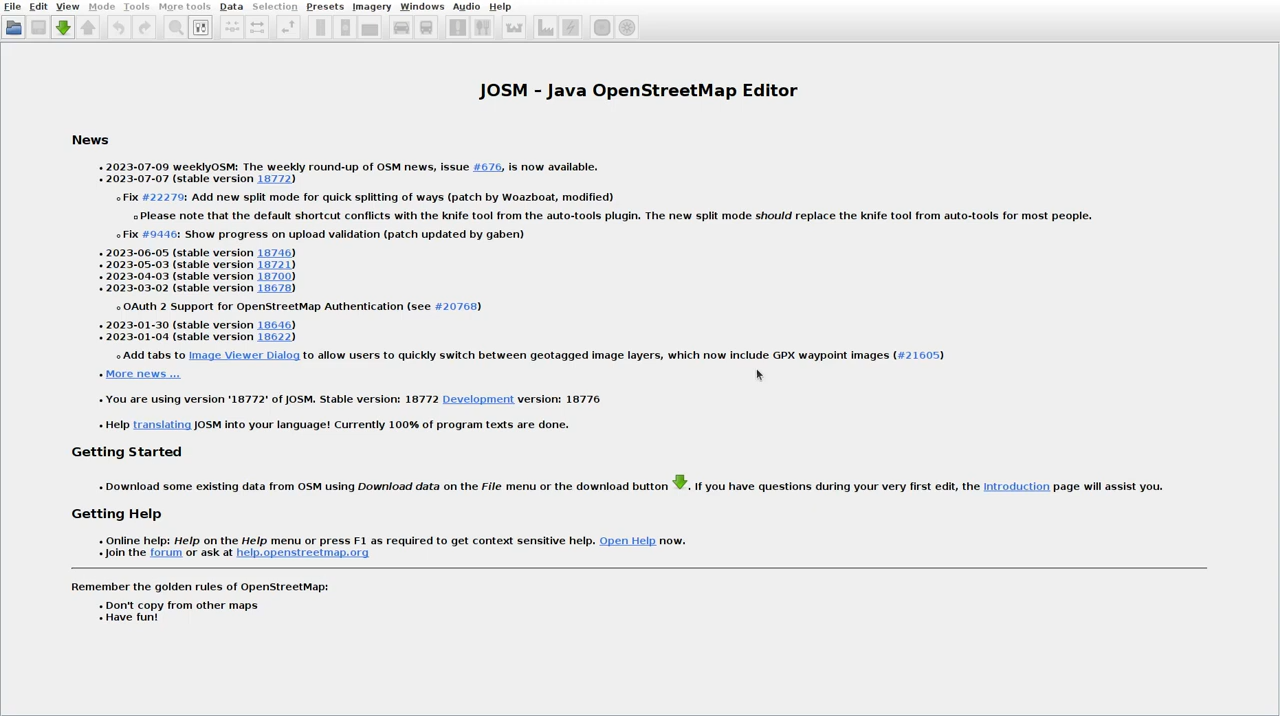 File Edit View Mode Tools More tools Data Selection Presets Imagery Windows Audio Help
JOSM – Java OpenStreetMap Editor
News
2023-07-09 weeklyOSM: The weekly round-up of OSM news, issue #676, is now available.
2023-07-07 (stable version 18772)
Fix #22279: Add new split mode for quick splitting of ways (patch by Woazboat, modified)
Please note that the default shortcut conflicts with the knife tool from the auto-tools plugin. The new split mode should replace the knife tool from auto-tools for most people.
Fix #9446: Show progress on upload validation (patch updated by gaben)
2023-06-05 (stable version 18746)
2023-05-03 (stable version 18721)
2023-04-03 (stable version 18700)
2023-03-02 (stable version 18678)
OAuth 2 Support for OpenStreetMap Authentication (see #20768)
2023-01-30 (stable version 18646)
2023-01-04 (stable version 18622)
Add tabs to Image Viewer Dialog to allow users to quickly switch between geotagged image layers, which now include GPX waypoint images (#21605)
More news ...
You are using version '18772' of JOSM. Stable version: 18772 Development version: 18776
Help translating JOSM into your language! Currently 100% of program texts are done.
Getting Started
Download some existing data from OSM using Download data on the File menu or the download button . If you have questions during your very first edit, the Introduction page will assist you.
Getting Help
Online help: Help on the Help menu or press F1 as required to get context sensitive help. Open Help now.
Join the forum or ask at help.openstreetmap.org
Remember the golden rules of OpenStreetMap:
Don't copy from other maps
Have fun!